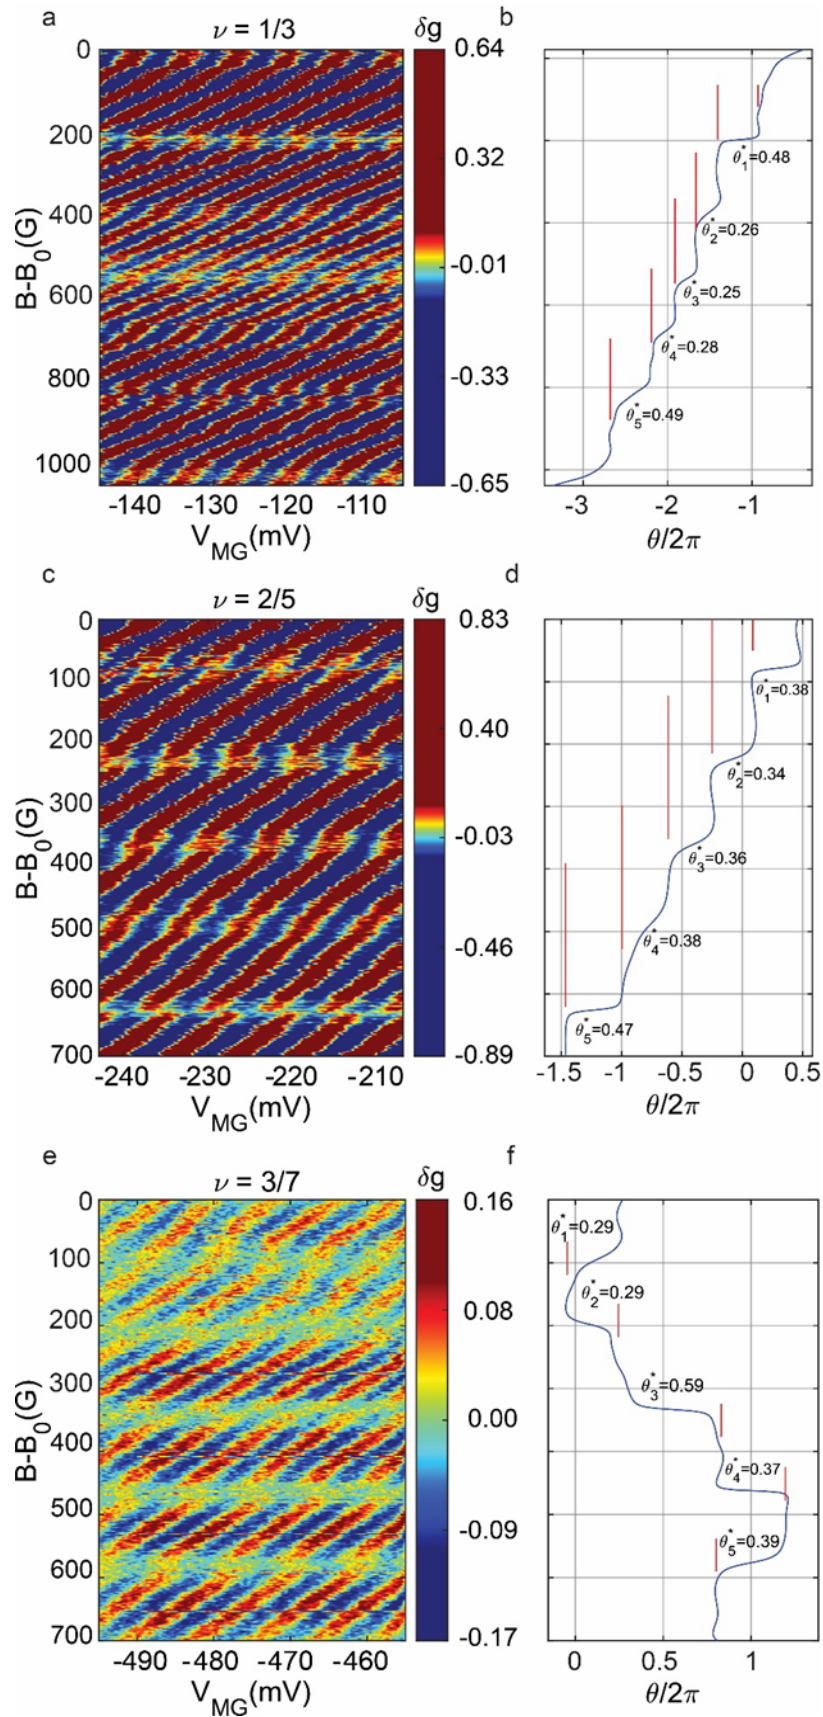 a
ν = 1/3
δg
b
0
200
400
600
800
1000
B-B0(G)
0.64
0.32
-0.01
-0.33
-0.65
-140 -130 -120 -110
VMG(mV)
θ*1=0.48
θ*2=0.26
θ*3=0.25
θ*4=0.28
θ*5=0.49
-3 -2 -1
θ/2π
c
ν = 2/5
δg
d
0
100
200
300
400
500
600
700
B-B0(G)
0.83
0.40
-0.03
-0.46
-0.89
-240 -230 -220 -210
VMG(mV)
θ*1=0.38
θ*2=0.34
θ*3=0.36
θ*4=0.38
θ*5=0.47
-1.5 -1 -0.5 0 0.5
θ/2π
e
ν = 3/7
δg
f
0
100
200
300
400
500
600
700
B-B0(G)
0.16
0.08
0.00
-0.09
-0.17
-490 -480 -470 -460
VMG(mV)
θ*1=0.29
θ*2=0.29
θ*3=0.59
θ*4=0.37
θ*5=0.39
0 0.5 1
θ/2π